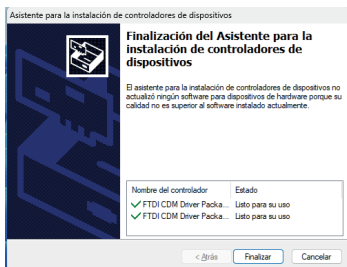 Asistente para la instalación de controladores de dispositivos
Finalización del Asistente para la
instalación de controladores de
dispositivos
El asistente para la instalación de controladores de dispositivos no
actualizó ningún software para dispositivos de hardware porque su
calidad no es superior al software instalado actualmente.
Nombre del controlador Estado
FTDI CDM Driver Packa... Listo para su uso
FTDI CDM Driver Packa... Listo para su uso
< Atrás Finalizar Cancelar